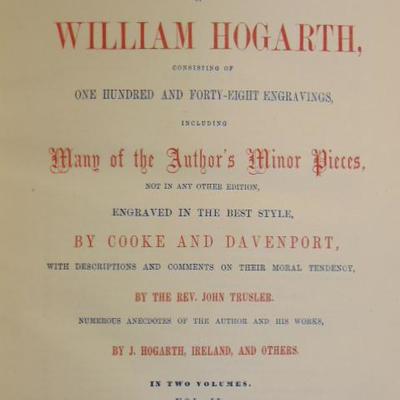 WILLIAM HOGARTH,
CONSISTING OF
ONE HUNDRED AND FORTY-EIGHT ENGRAVINGS,
INCLUDING
Many of the Author's Minor Pieces,
NOT IN ANY OTHER EDITION,
ENGRAVED IN THE BEST STYLE,
BY COOKE AND DAVENPORT,
WITH DESCRIPTIONS AND COMMENTS ON THEIR MORAL TENDENCY,
BY THE REV. JOHN TRUSLER.
NUMEROUS ANECDOTES OF THE AUTHOR AND HIS WORKS,
BY J. HOGARTH, IRELAND, AND OTHERS.
IN TWO VOLUMES.